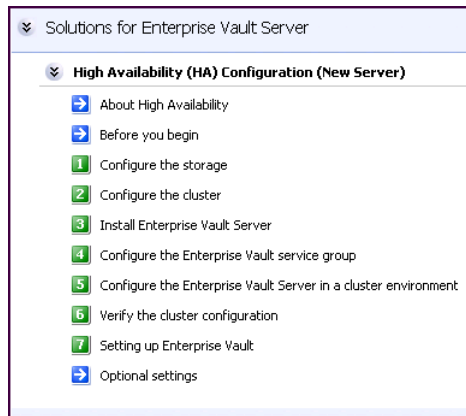 Solutions for Enterprise Vault Server
High Availability (HA) Configuration (New Server)
About High Availability
Before you begin
1 Configure the storage
2 Configure the cluster
3 Install Enterprise Vault Server
4 Configure the Enterprise Vault service group
5 Configure the Enterprise Vault Server in a cluster environment
6 Verify the cluster configuration
7 Setting up Enterprise Vault
Optional settings